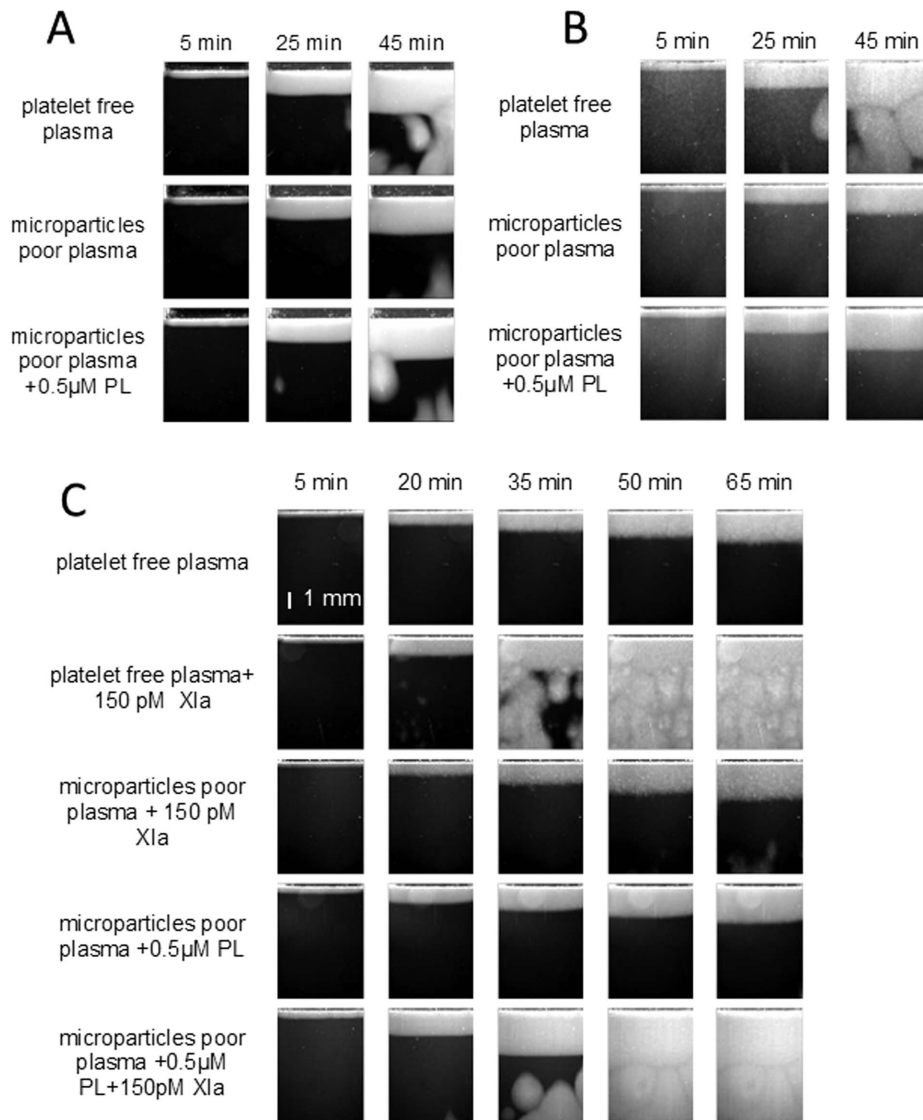 A
5 min 25 min 45 min
platelet free
plasma
microparticles
poor plasma
microparticles
poor plasma
+0.5µM PL
B
5 min 25 min 45 min
platelet free
plasma
microparticles
poor plasma
microparticles
poor plasma
+0.5µM PL
C
5 min 20 min 35 min 50 min 65 min
platelet free plasma
1 mm
platelet free plasma+
150 pM XIa
microparticles poor
plasma + 150 pM
XIa
microparticles poor
plasma +0.5µM PL
microparticles poor
plasma +0.5µM
PL+150pM XIa